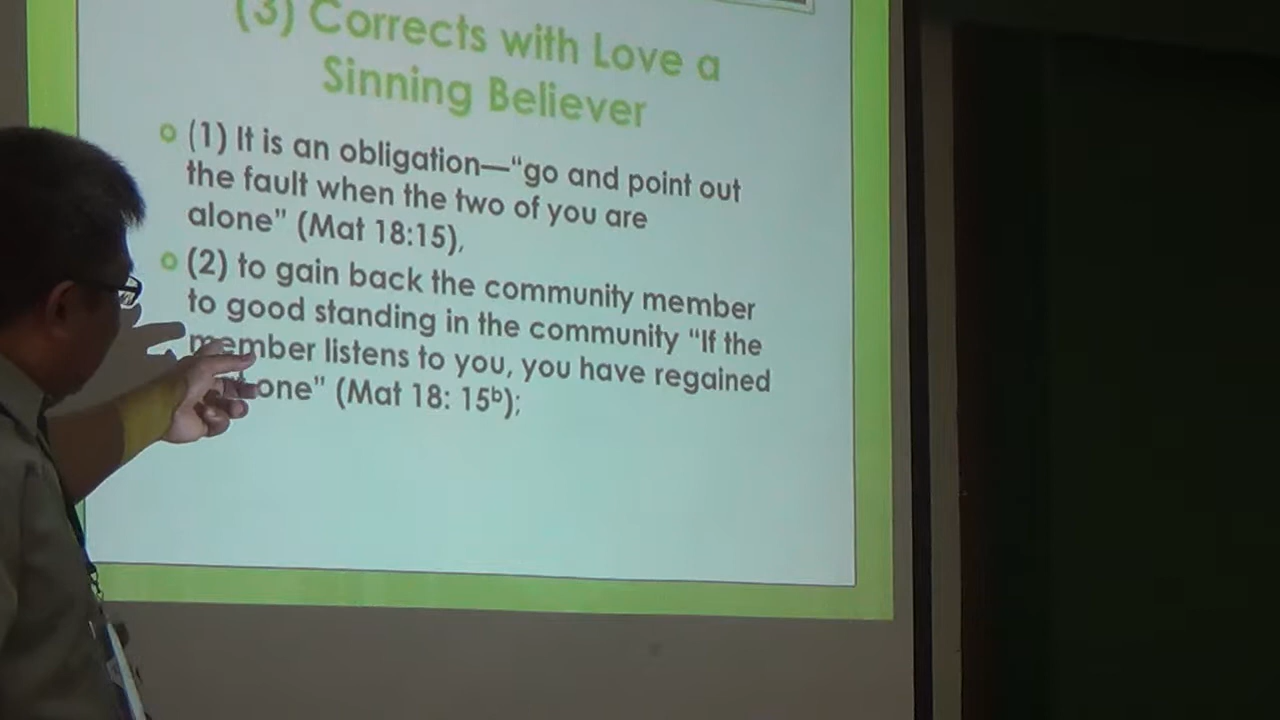 (3) Corrects with Love a
Sinning Believer
(1) It is an obligation—“go and point out
the fault when the two of you are
alone” (Mat 18:15),
(2) to gain back the community member
to good standing in the community “If the
member listens to you, you have regained
one” (Mat 18: 15ᵇ);